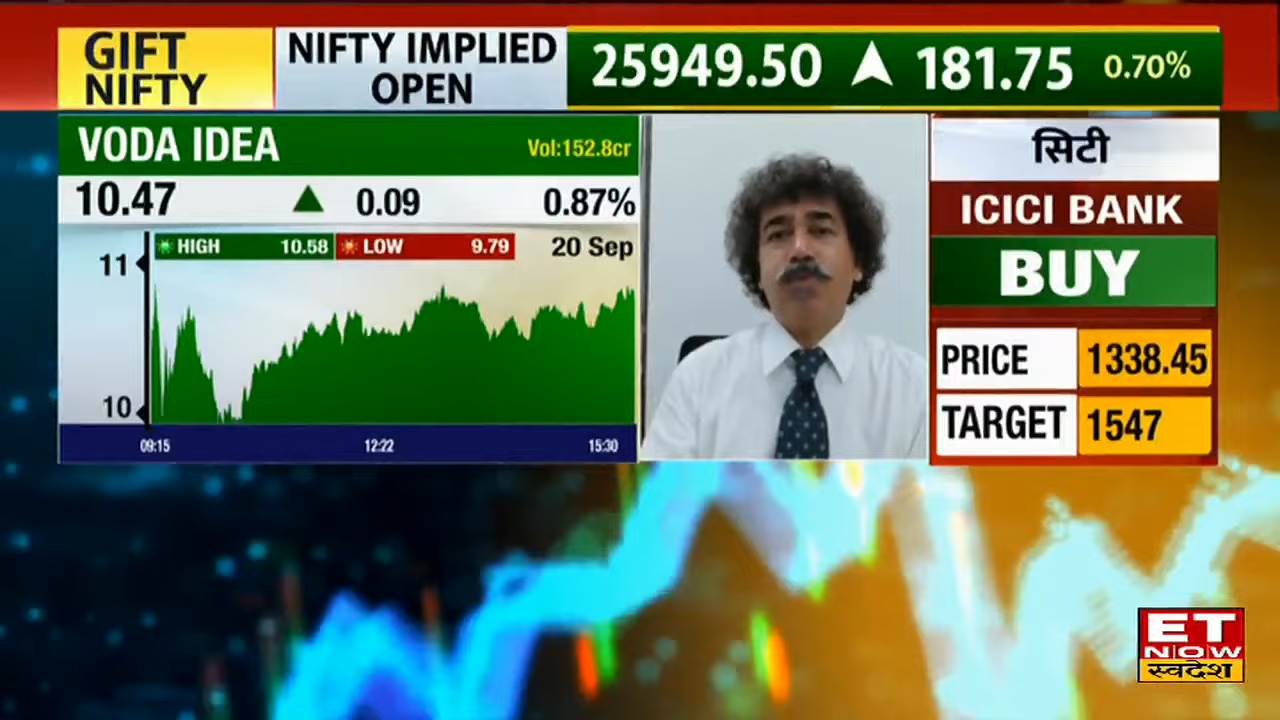 GIFT
NIFTY
NIFTY IMPLIED
OPEN
25949.50 ▲ 181.75 0.70%
VODA IDEA Vol:152.8cr
10.47 ▲ 0.09 0.87%
HIGH 10.58 LOW 9.79 20 Sep
11
10
09:15 12:22 15:30
सिटी
ICICI BANK
BUY
PRICE 1338.45
TARGET 1547
ET
NOW
स्वदेश